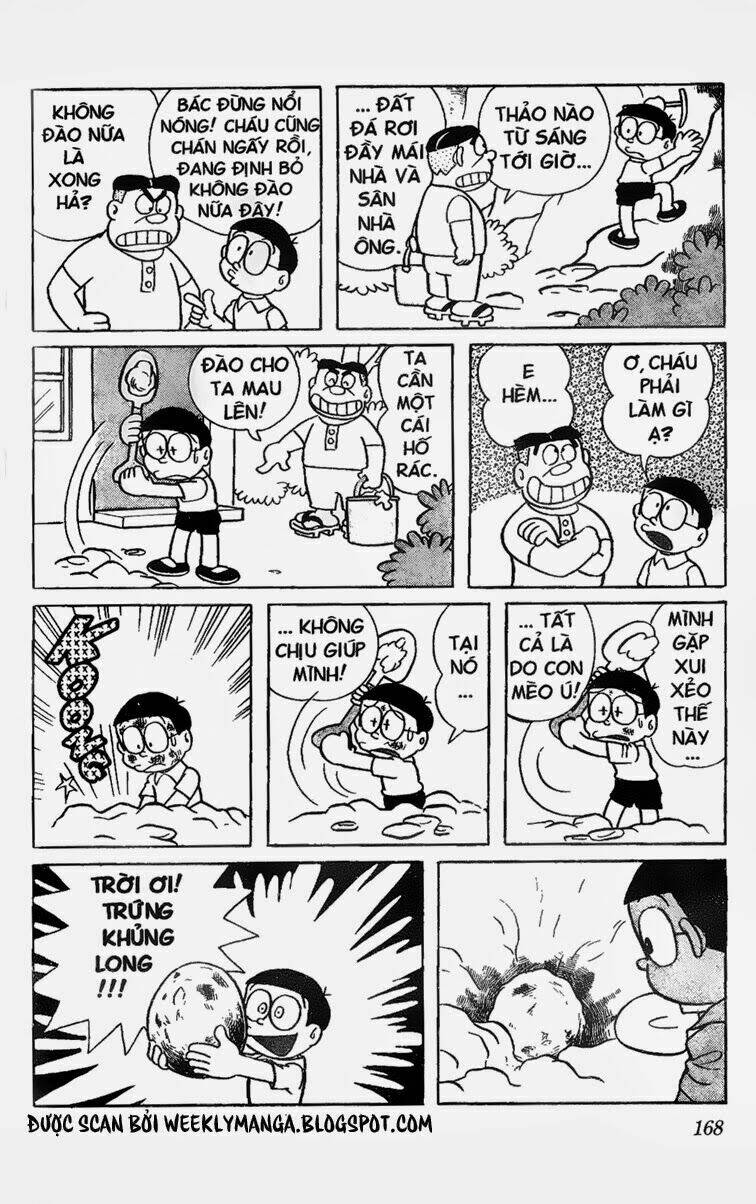 THẢO NÀO
TỪ SÁNG
TỚI GIỜ...
... ĐẤT
ĐÁ RƠI
ĐẦY MÁI
NHÀ VÀ
SÂN
NHÀ
ÔNG.
BÁC ĐỪNG NỔI
NÓNG! CHÁU CŨNG
CHÁN NGẤY RỒI,
ĐANG ĐỊNH BỎ
KHÔNG ĐÀO
NỮA ĐÂY!
KHÔNG
ĐÀO NỮA
LÀ
XONG
HẢ?
Ơ, CHÁU
PHẢI
LÀM GÌ
Ạ?
E
HÈM...
TA
CẦN
MỘT
CÁI
HỐ
RÁC.
ĐÀO CHO
TA MAU
LÊN!
MÌNH
GẶP
XUI
XẺO
THẾ
NÀY
...
... TẤT
CẢ LÀ
DO CON
MÈO Ú!
TẠI
NÓ
...
... KHÔNG
CHỊU GIÚP
MÌNH!
TRỜI ƠI!
TRỨNG
KHỦNG
LONG
!!!
ĐƯỢC SCAN BỞI WEEKLYMANGA.BLOGSPOT.COM
168